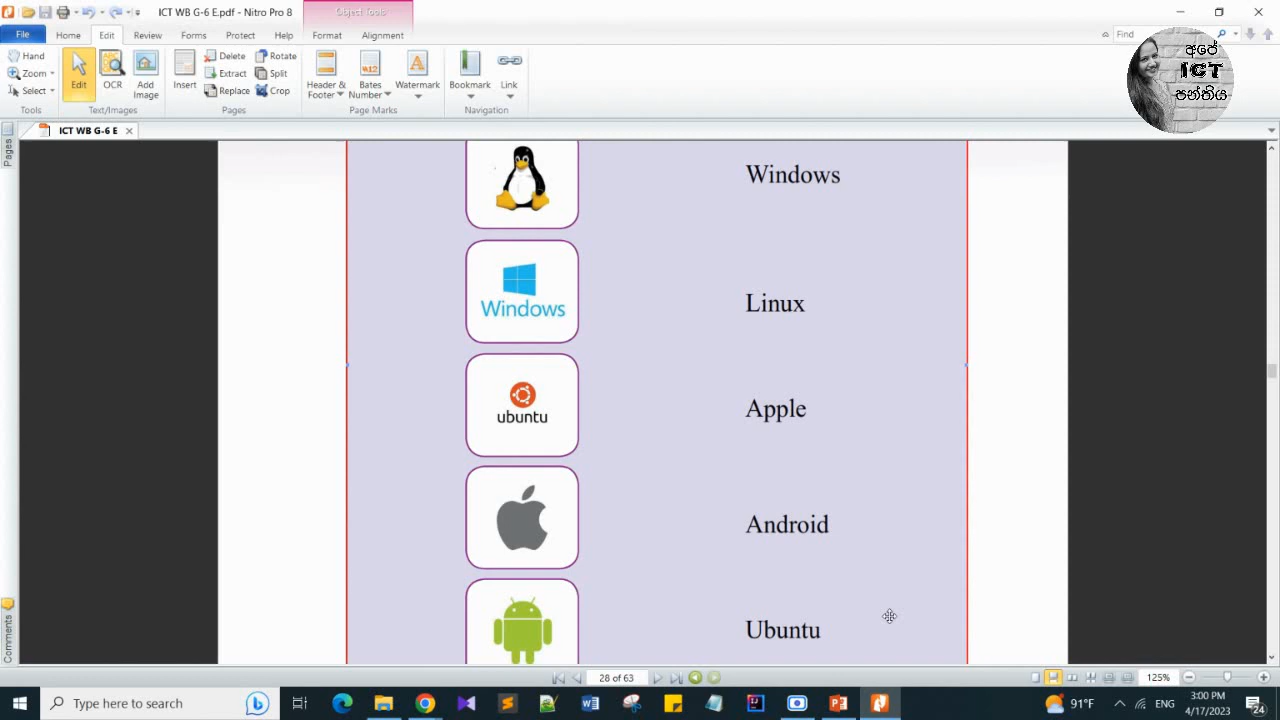 ICT WB G-6 E.pdf - Nitro Pro 8
Object Tools
File Home Edit Review Forms Protect Help Format Alignment
Find
Hand
Zoom
Select
Tools
Edit
OCR
Add
Image
Text/Images
Insert
Delete
Extract
Replace
Rotate
Split
Crop
Pages
Header &
Footer
Bates
Number
Watermark
Page Marks
Bookmark
Link
Navigation
අපේ
ICT
පන්තිය
ICT WB G-6 E
Pages
Windows
Windows
Linux
ubuntu
Apple
Android
Ubuntu
Comments
28 of 63
125%
Type here to search
91°F
ENG
3:00 PM
4/17/2023
24